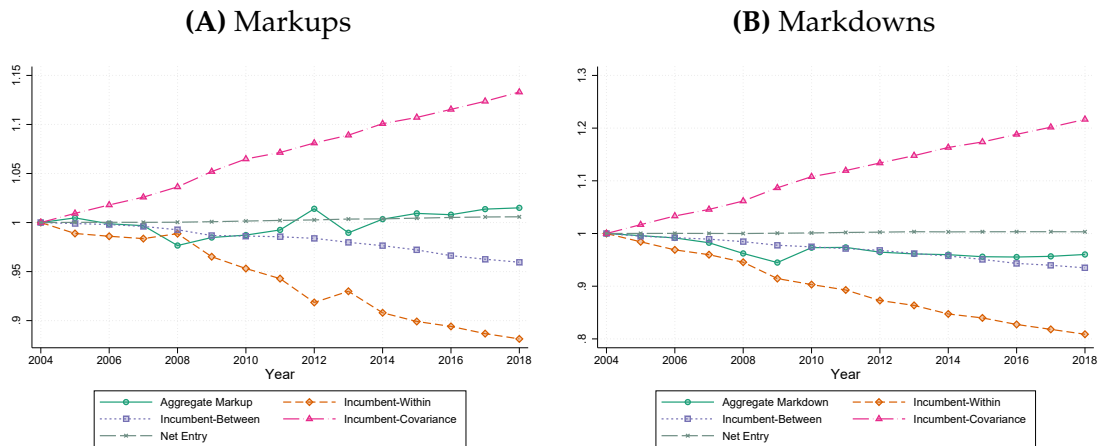 (A) Markups
1.15
1.1
1.05
1
.95
.9
2004 2006 2008 2010 2012 2014 2016 2018
Year
Aggregate Markup Incumbent-Within
Incumbent-Between Incumbent-Covariance
Net Entry
(B) Markdowns
1.3
1.2
1.1
1
.9
.8
2004 2006 2008 2010 2012 2014 2016 2018
Year
Aggregate Markdown Incumbent-Within
Incumbent-Between Incumbent-Covariance
Net Entry